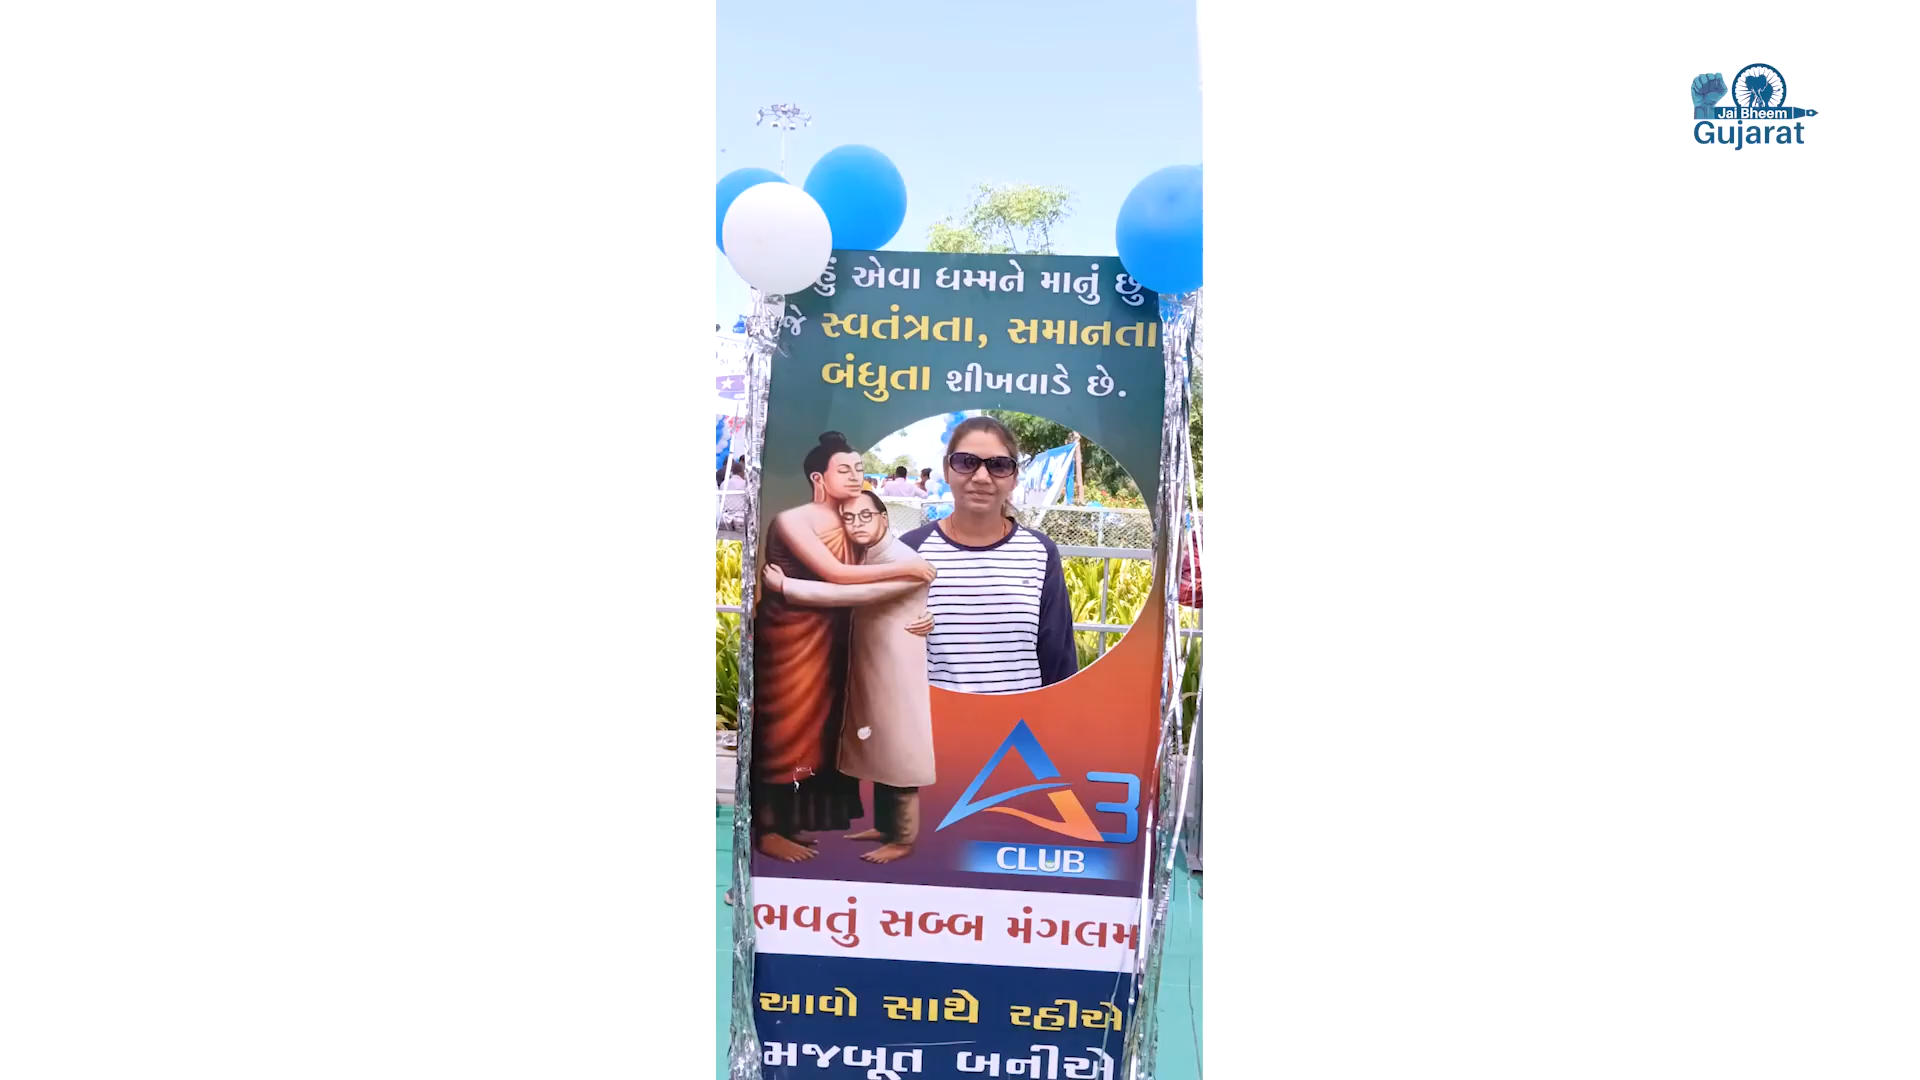 Jai Bheem
Gujarat
હું એવા ધમ્મને માનું છું
જે સ્વતંત્રતા, સમાનતા
બંધુતા શીખવાડે છે.
A3
CLUB
ભવતું સબ્બ મંગલમ
આવો સાથે રહીએ
મજબૂત બનીએ